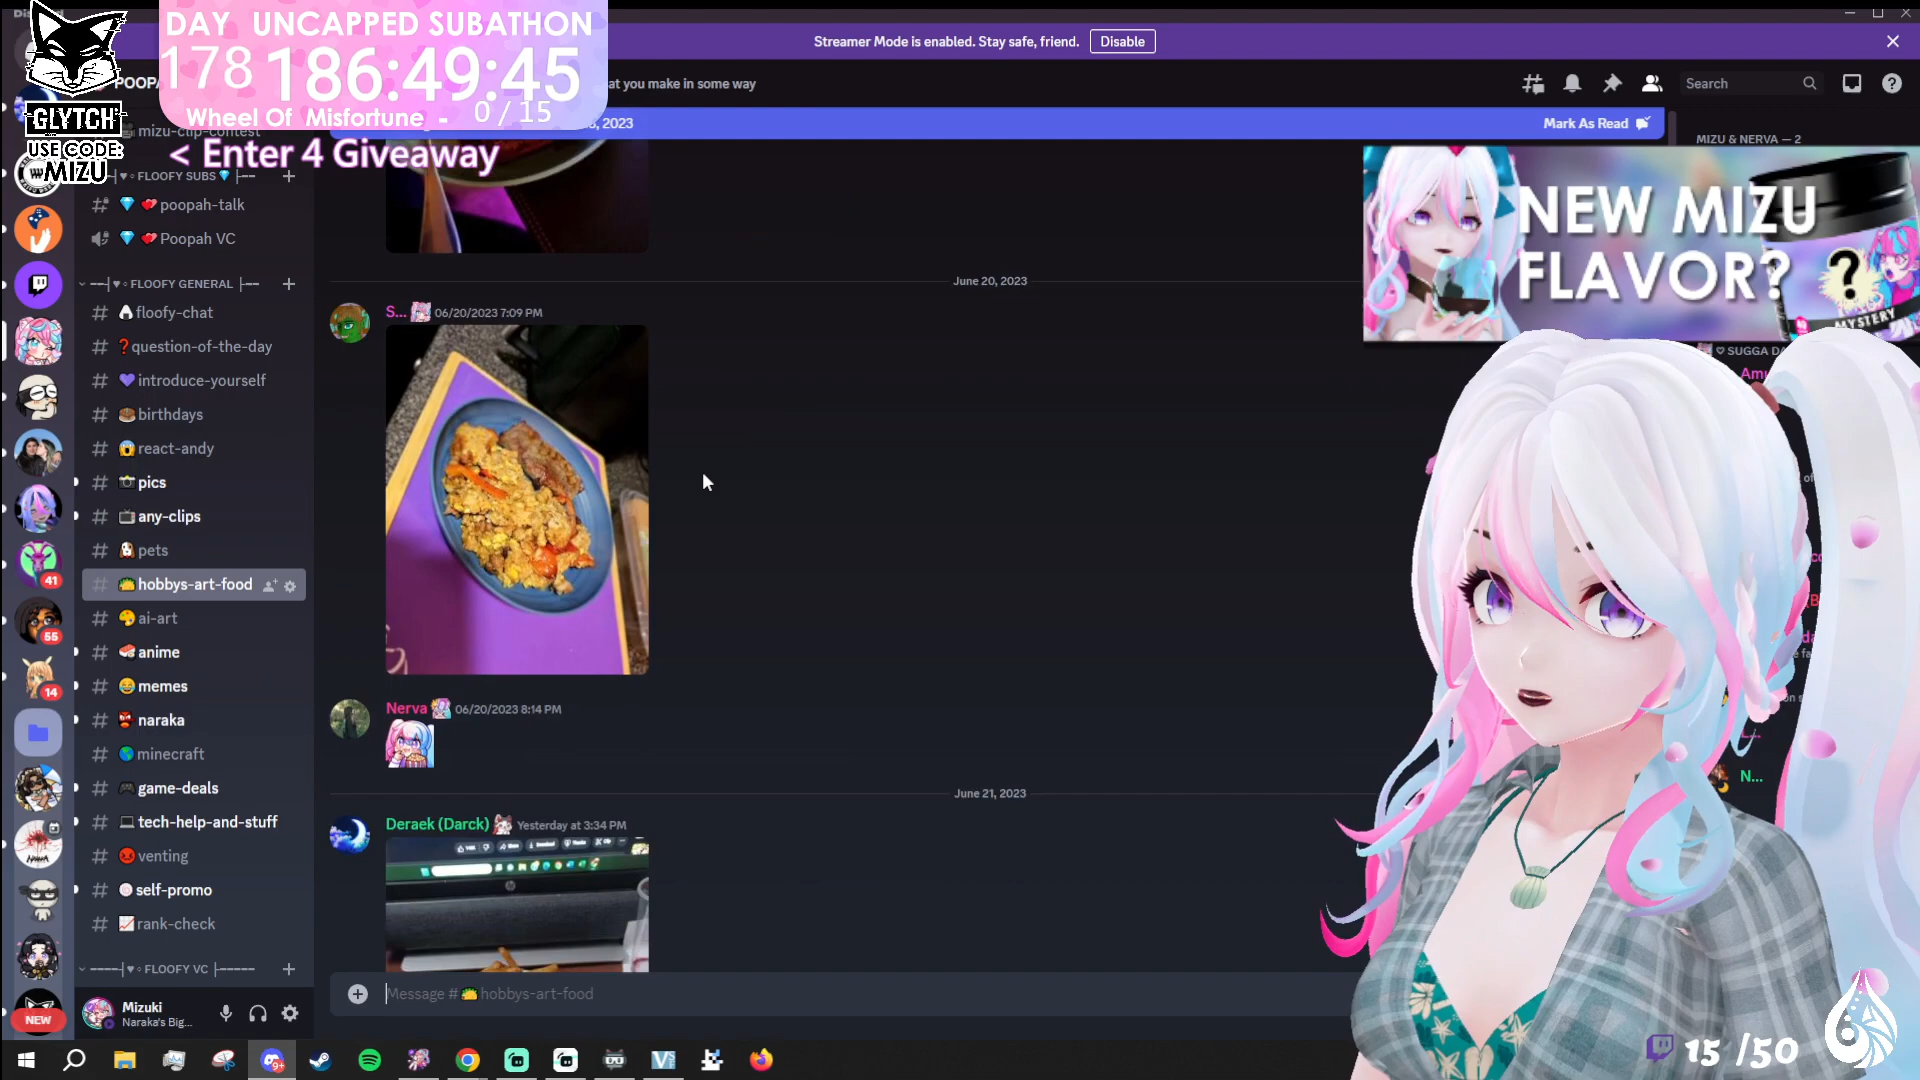 DAY UNCAPPED SUBATHON
178 186:49:45
Wheel Of Misfortune - 0/15
< Enter 4 Giveaway
GLYTCH
USE CODE:
MIZU
Streamer Mode is enabled. Stay safe, friend.
Disable
at you make in some way
Search
, 2023
Mark As Read
MIZU & NERVA — 2
mizu-clip-contest
FLOOFY SUBS
poopah-talk
Poopah VC
FLOOFY GENERAL
floofy-chat
question-of-the-day
introduce-yourself
birthdays
react-andy
pics
any-clips
pets
hobbys-art-food
ai-art
anime
memes
naraka
minecraft
game-deals
tech-help-and-stuff
venting
self-promo
rank-check
FLOOFY VC
Mizuki
Naraka's Big...
41
55
14
NEW
June 20, 2023
S... 06/20/2023 7:09 PM
Nerva 06/20/2023 8:14 PM
June 21, 2023
Deraek (Darck) Yesterday at 3:34 PM
Message # hobbys-art-food
NEW MIZU
FLAVOR?
?
MYSTERY
N...
9+
15 /50